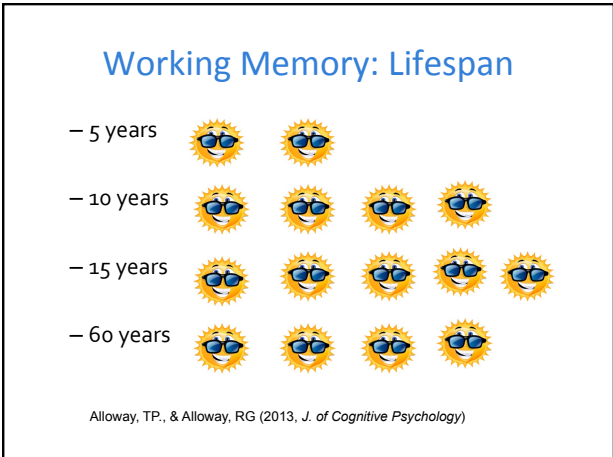 Working Memory: Lifespan
– 5 years
– 10 years
– 15 years
– 60 years
Alloway, TP., & Alloway, RG (2013, J. of Cognitive Psychology)